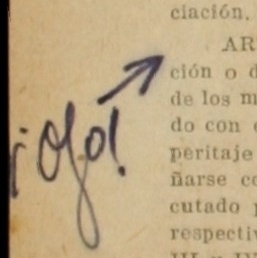 ciación.
AR
ción o d
de los m
do con e
peritaje
ñarse co
cutado p
respectiv
¡Ojo!